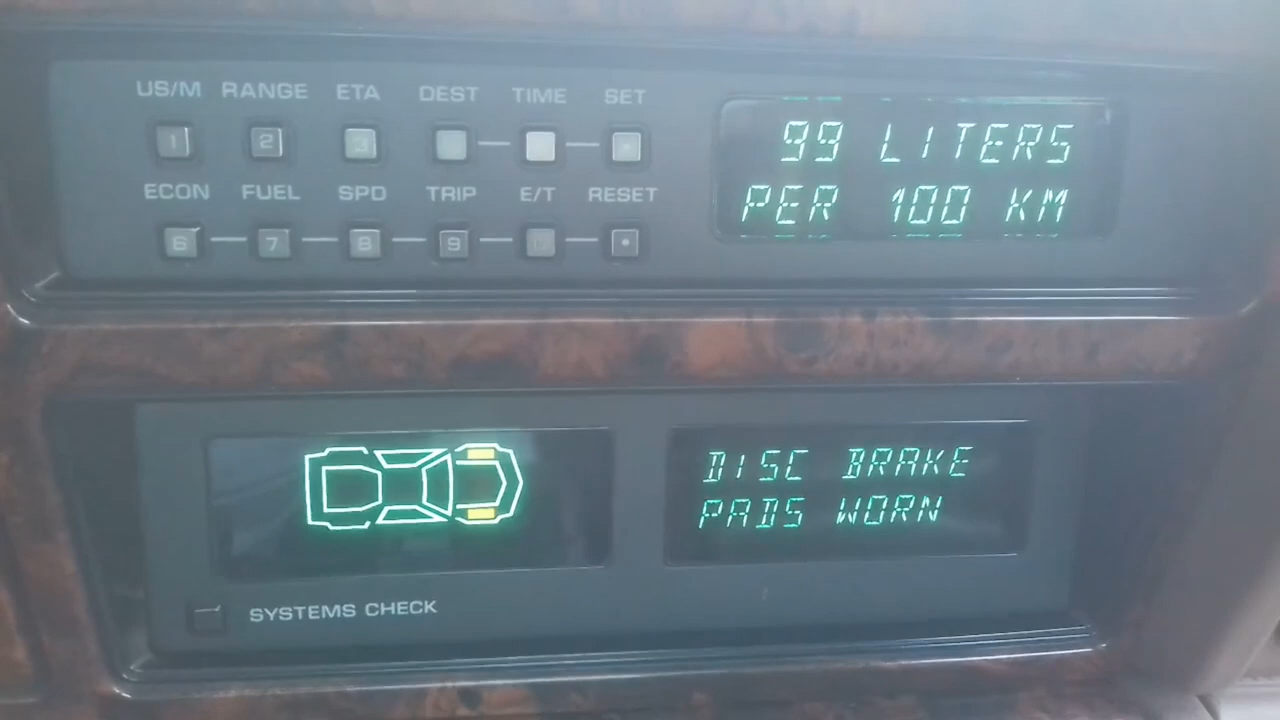 US/M RANGE ETA DEST TIME SET
1 2 3
ECON FUEL SPD TRIP E/T RESET
6 7 8 9
99 LITERS
PER 100 KM
DISC BRAKE
PADS WORN
SYSTEMS CHECK